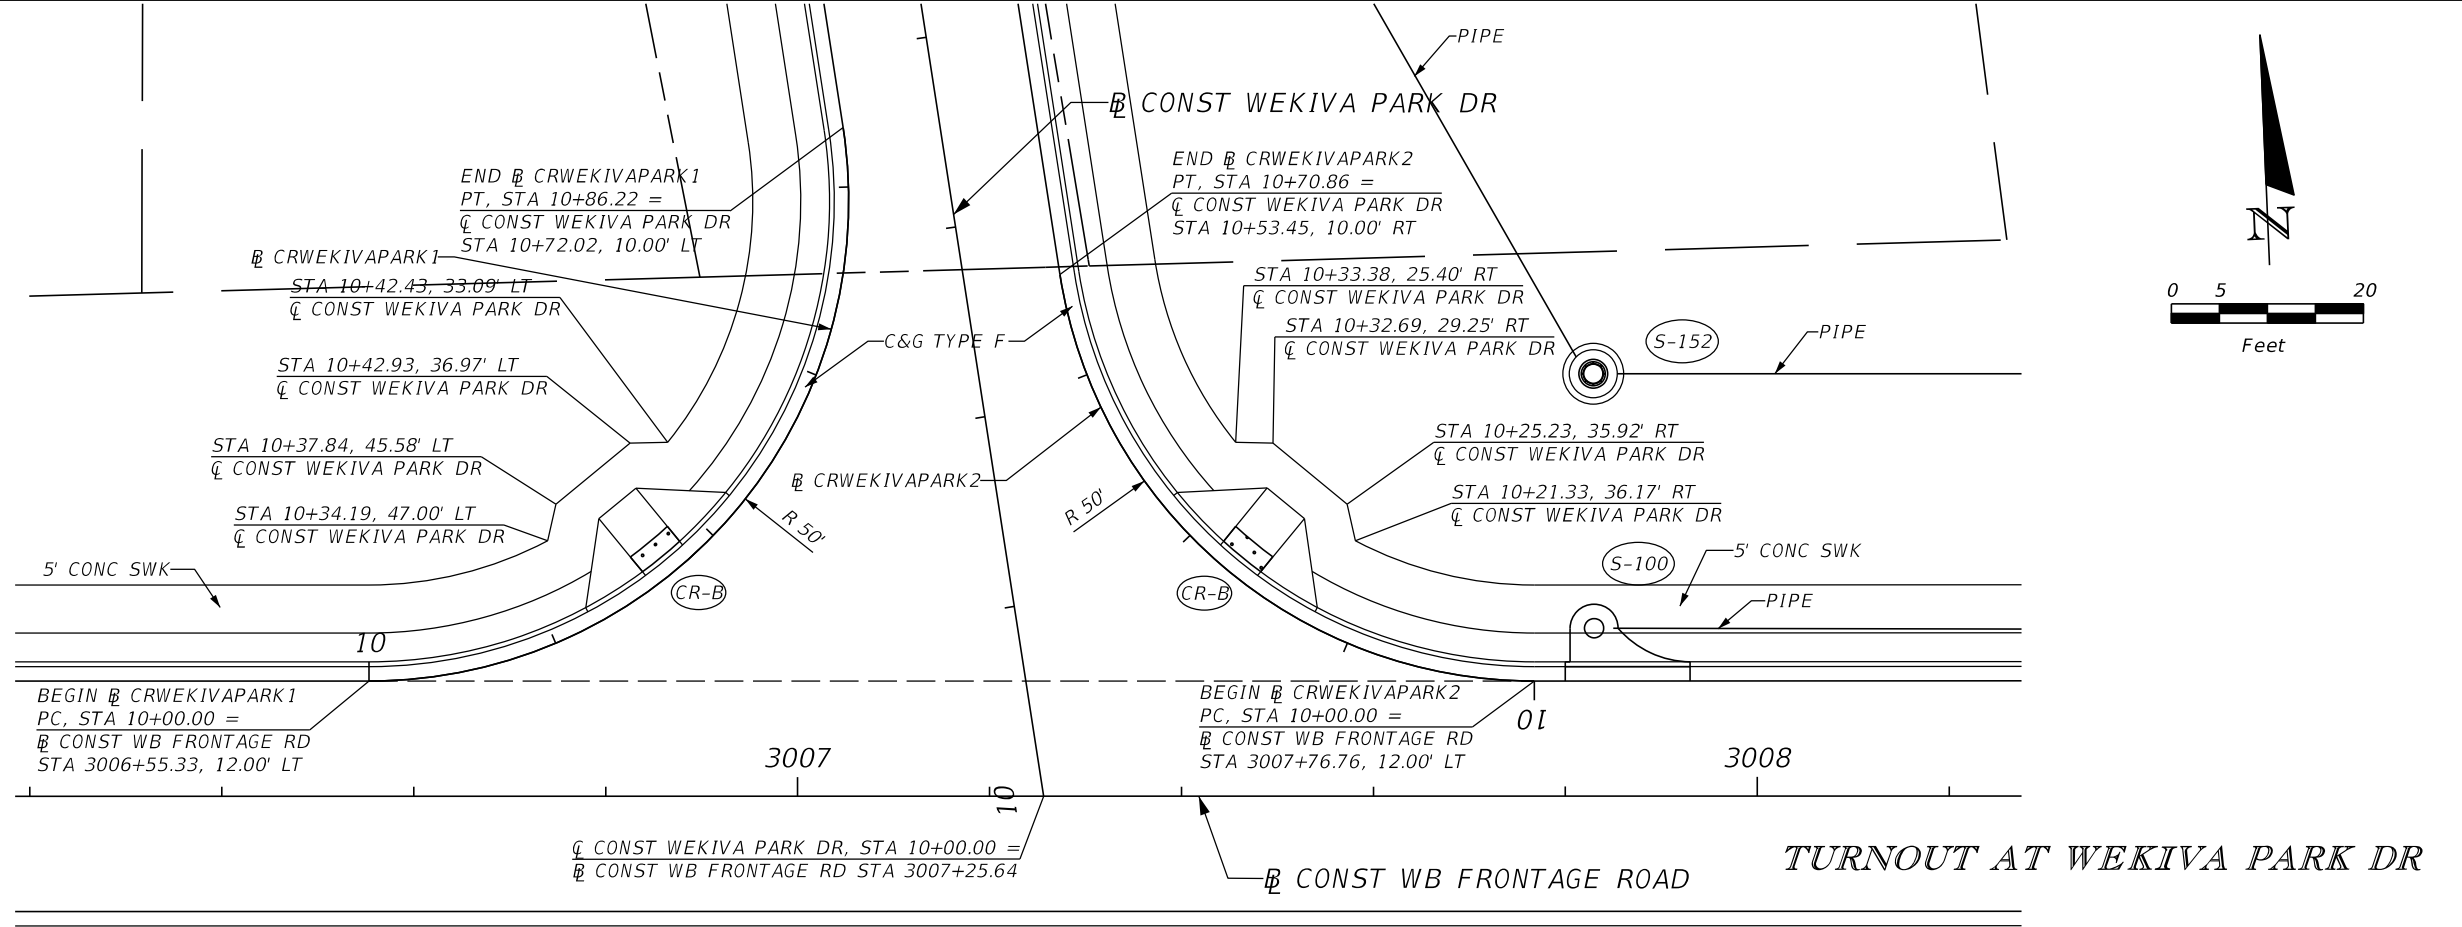 PIPE
℄ CONST WEKIVA PARK DR
END ℄ CRWEKIVAPARK1
PT, STA 10+86.22 =
℄ CONST WEKIVA PARK DR
STA 10+72.02, 10.00' LT
END ℄ CRWEKIVAPARK2
PT, STA 10+70.86 =
℄ CONST WEKIVA PARK DR
STA 10+53.45, 10.00' RT
N
℄ CRWEKIVAPARK1
STA 10+42.43, 33.09' LT
℄ CONST WEKIVA PARK DR
STA 10+33.38, 25.40' RT
℄ CONST WEKIVA PARK DR
0 5 20
Feet
STA 10+32.69, 29.25' RT
℄ CONST WEKIVA PARK DR
C&G TYPE F
S-152
PIPE
STA 10+42.93, 36.97' LT
℄ CONST WEKIVA PARK DR
STA 10+37.84, 45.58' LT
℄ CONST WEKIVA PARK DR
STA 10+25.23, 35.92' RT
℄ CONST WEKIVA PARK DR
℄ CRWEKIVAPARK2
STA 10+34.19, 47.00' LT
℄ CONST WEKIVA PARK DR
R 50'
R 50'
STA 10+21.33, 36.17' RT
℄ CONST WEKIVA PARK DR
5' CONC SWK
CR-B
CR-B
S-100
5' CONC SWK
PIPE
10
BEGIN ℄ CRWEKIVAPARK1
PC, STA 10+00.00 =
℄ CONST WB FRONTAGE RD
STA 3006+55.33, 12.00' LT
BEGIN ℄ CRWEKIVAPARK2
PC, STA 10+00.00 =
℄ CONST WB FRONTAGE RD
STA 3007+76.76, 12.00' LT
10
3007
3008
10
℄ CONST WEKIVA PARK DR, STA 10+00.00 =
℄ CONST WB FRONTAGE RD STA 3007+25.64
℄ CONST WB FRONTAGE ROAD
TURNOUT AT WEKIVA PARK DR